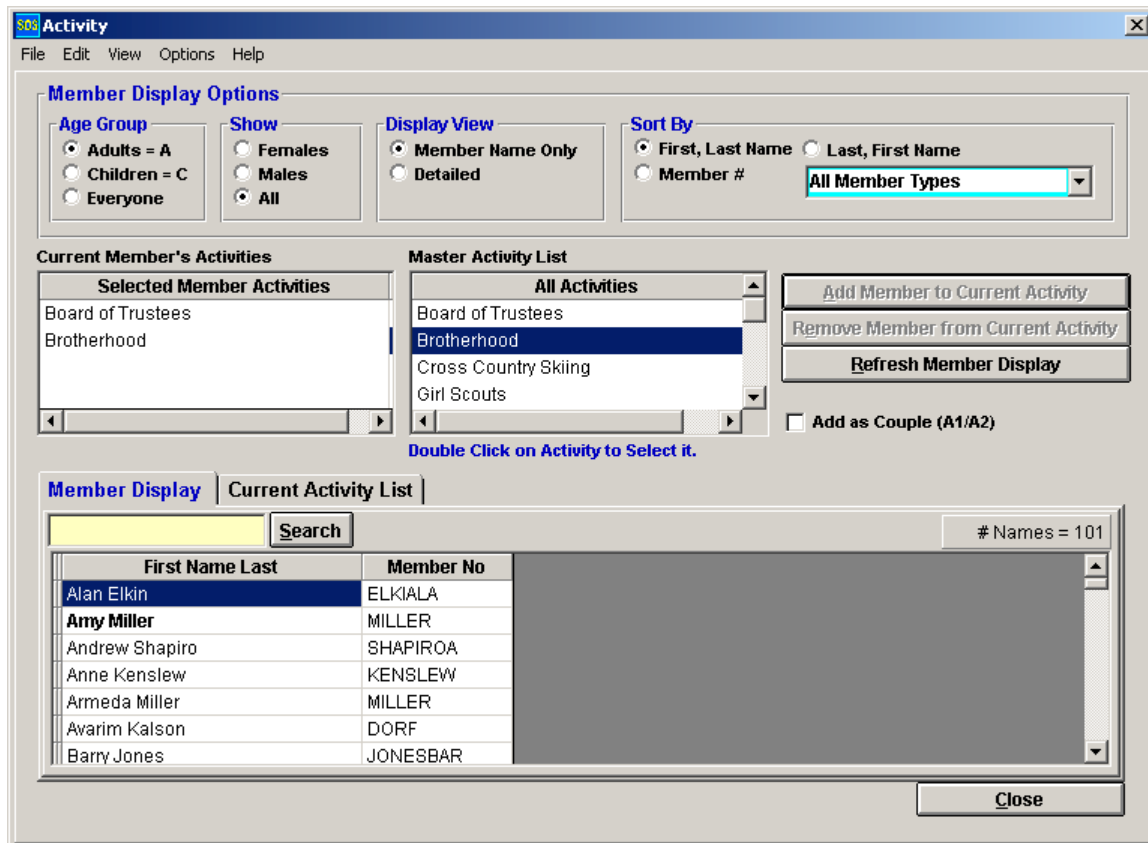 SOS Activity
File Edit View Options Help
Member Display Options
Age Group
Adults = A
Children = C
Everyone
Show
Females
Males
All
Display View
Member Name Only
Detailed
Sort By
First, Last Name Last, First Name
Member # All Member Types
Current Member's Activities
Selected Member Activities
Board of Trustees
Brotherhood
Master Activity List
All Activities
Board of Trustees
Brotherhood
Cross Country Skiing
Girl Scouts
Double Click on Activity to Select it.
Add Member to Current Activity
Remove Member from Current Activity
Refresh Member Display
Add as Couple (A1/A2)
Member Display Current Activity List
Search # Names = 101
First Name Last Member No
Alan Elkin ELKIALA
Amy Miller MILLER
Andrew Shapiro SHAPIROA
Anne Kenslew KENSLEW
Armeda Miller MILLER
Avarim Kalson DORF
Barry Jones JONESBAR
Close